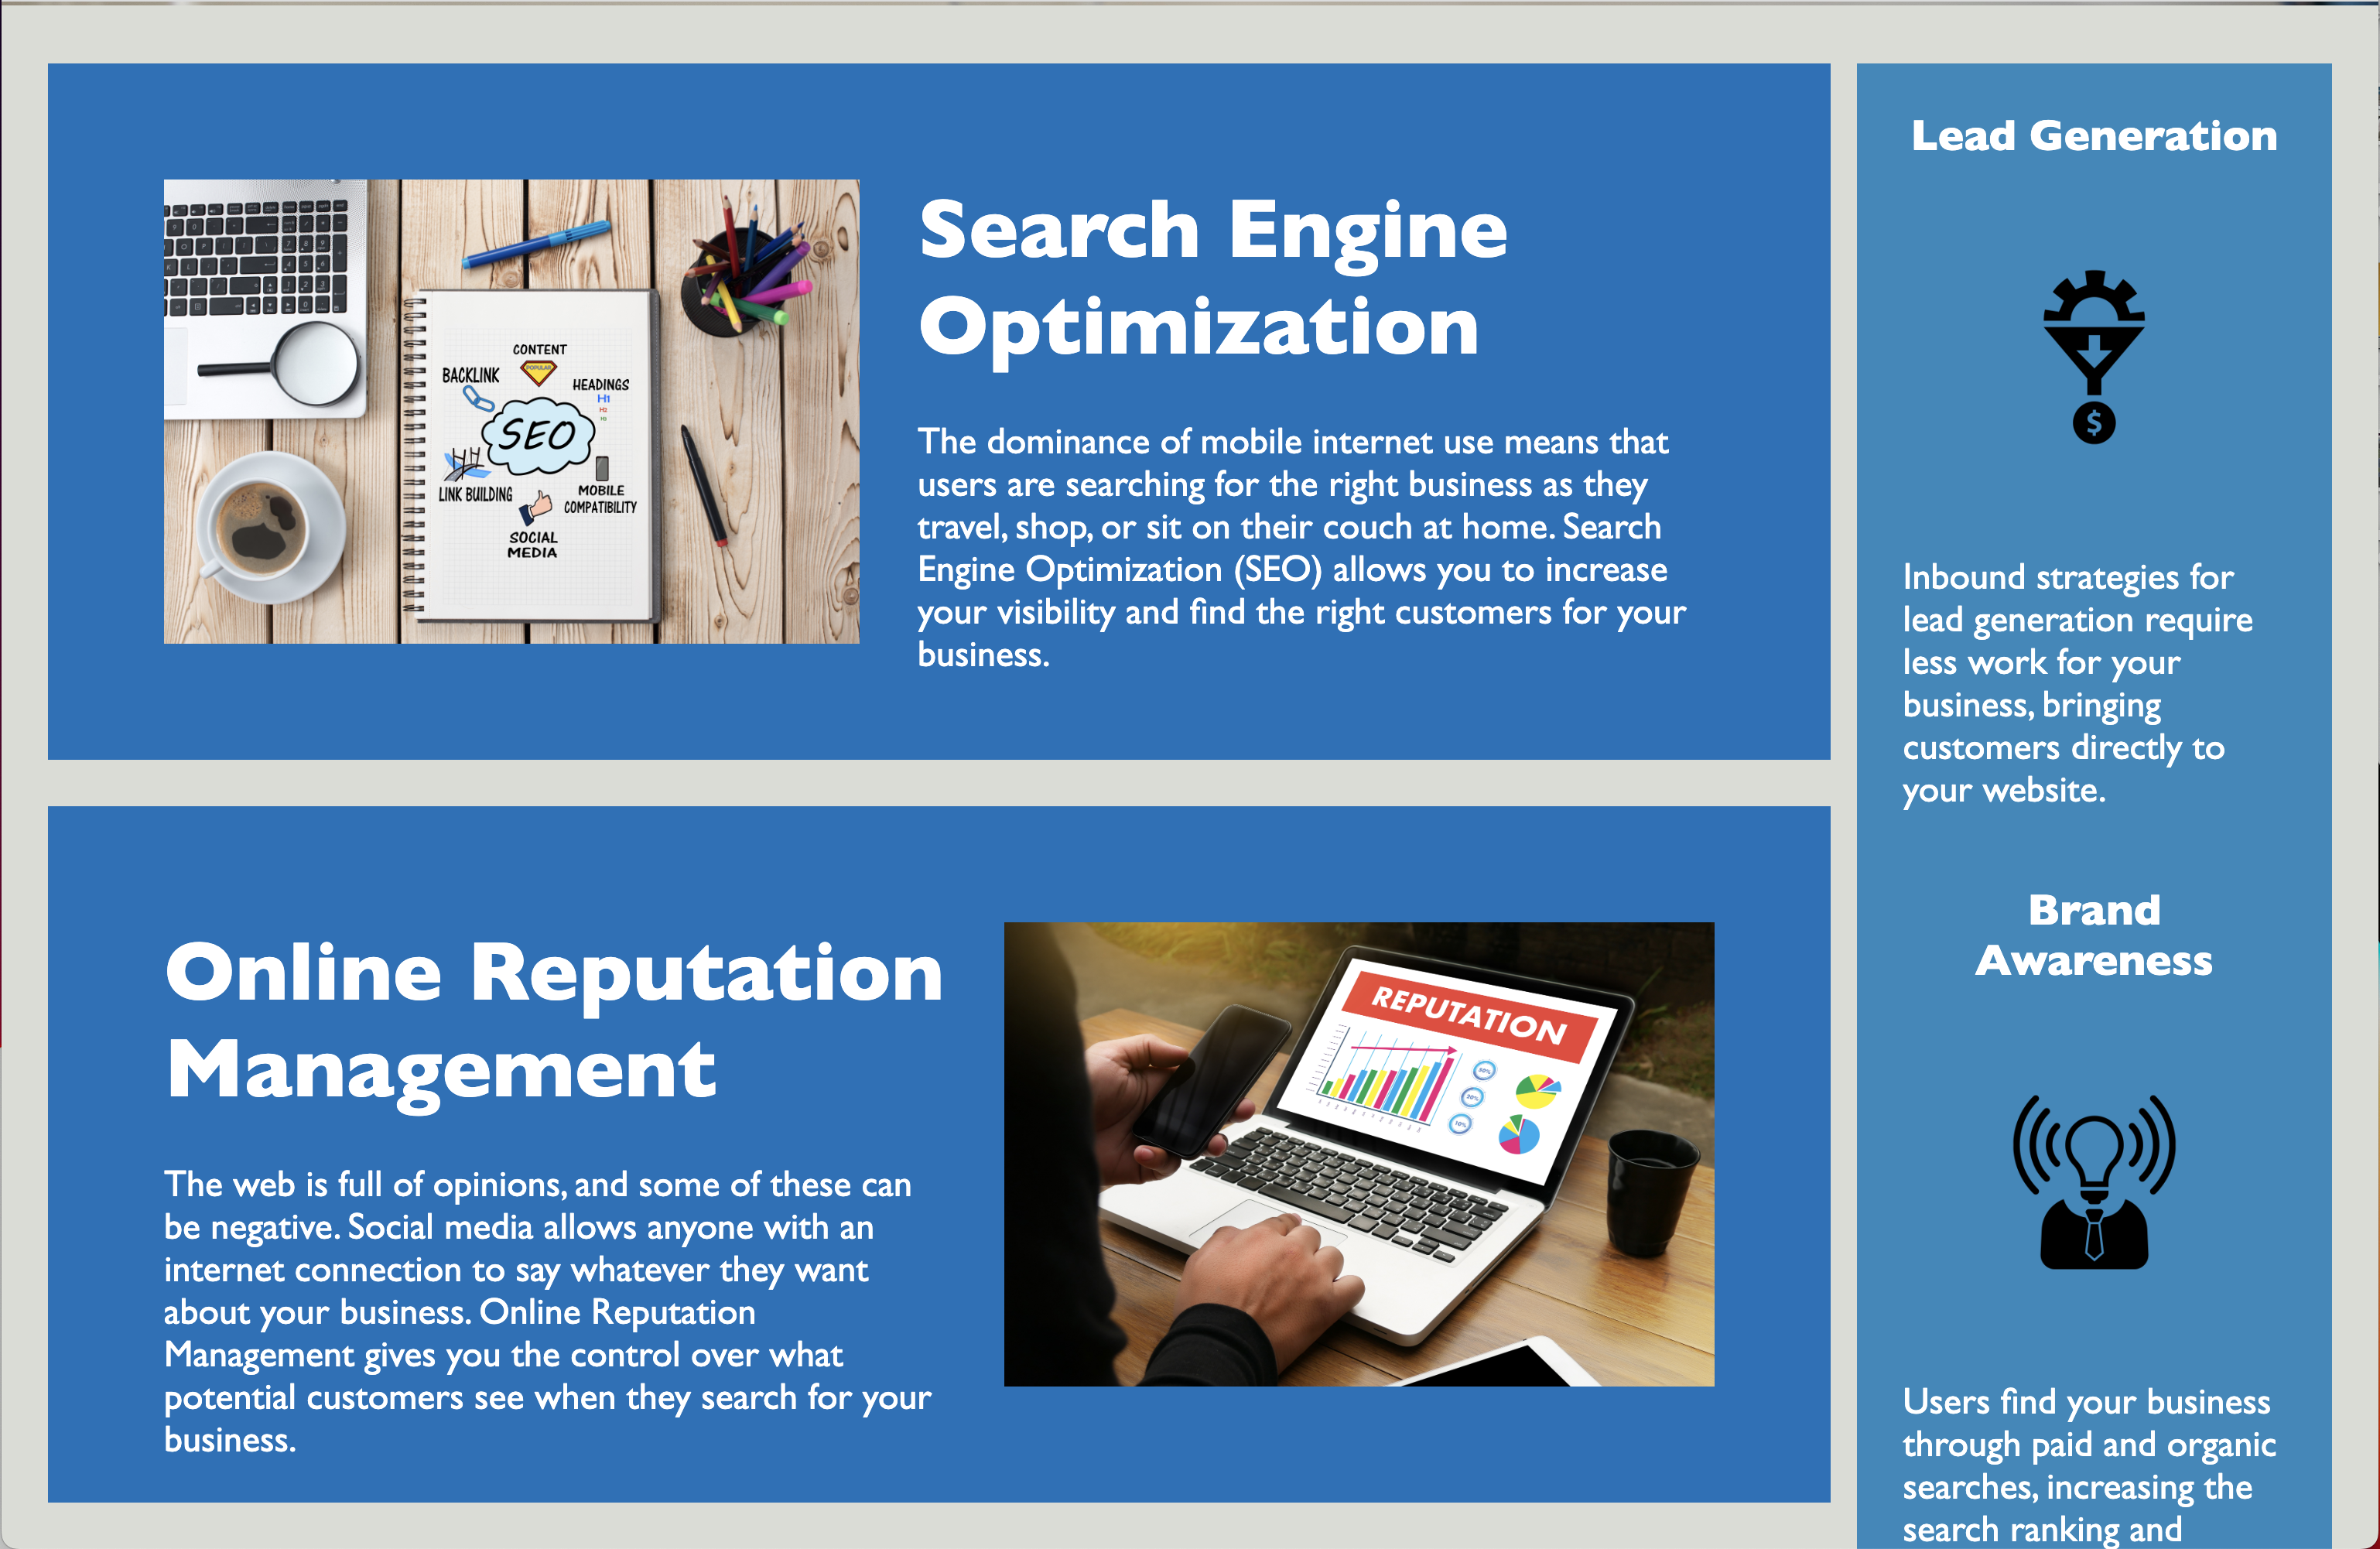 Search Engine
Optimization
The dominance of mobile internet use means that
users are searching for the right business as they
travel, shop, or sit on their couch at home. Search
Engine Optimization (SEO) allows you to increase
your visibility and find the right customers for your
business.
CONTENT
POPULAR
BACKLINK
HEADINGS
H1
H2
H3
SEO
LINK BUILDING
MOBILE
COMPATIBILITY
SOCIAL
MEDIA
Online Reputation
Management
The web is full of opinions, and some of these can
be negative. Social media allows anyone with an
internet connection to say whatever they want
about your business. Online Reputation
Management gives you the control over what
potential customers see when they search for your
business.
REPUTATION
Lead Generation
$
Inbound strategies for
lead generation require
less work for your
business, bringing
customers directly to
your website.
Brand
Awareness
Users find your business
through paid and organic
searches, increasing the
search ranking and